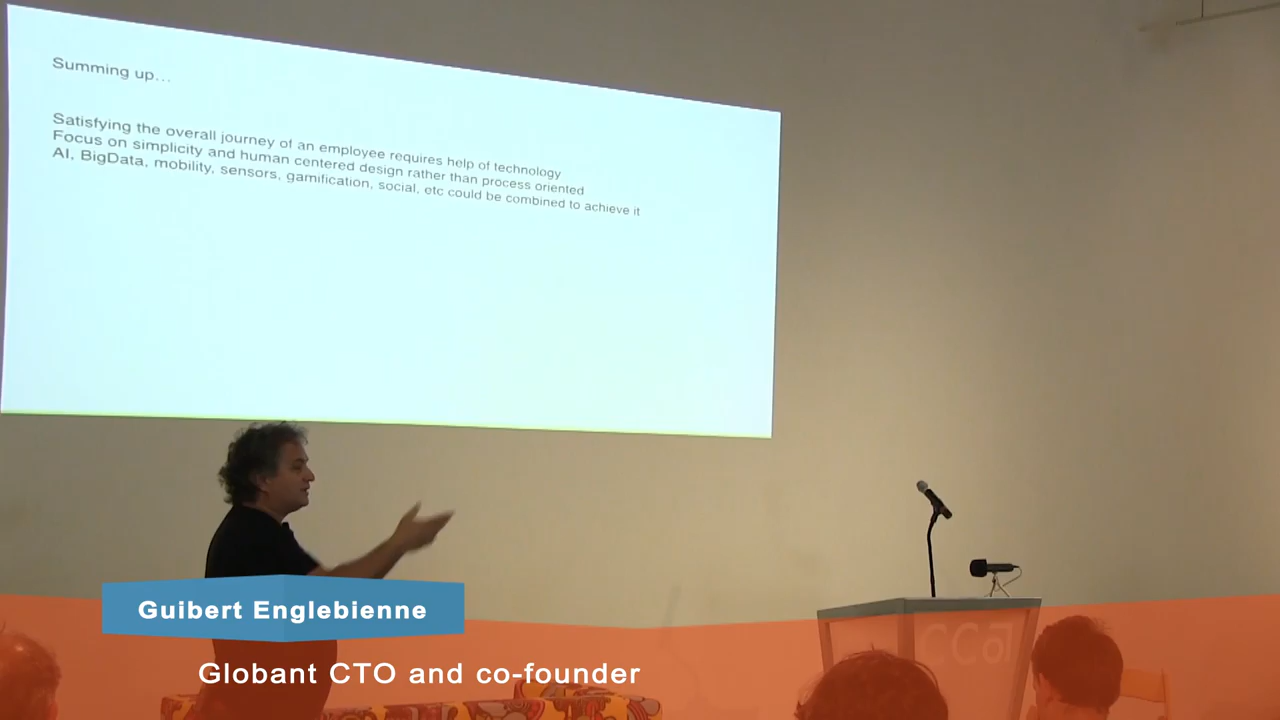 Summing up...
Satisfying the overall journey of an employee requires help of technology
Focus on simplicity and human centered design rather than process oriented
AI, BigData, mobility, sensors, gamification, social, etc could be combined to achieve it
Guibert Englebienne
Globant CTO and co-founder